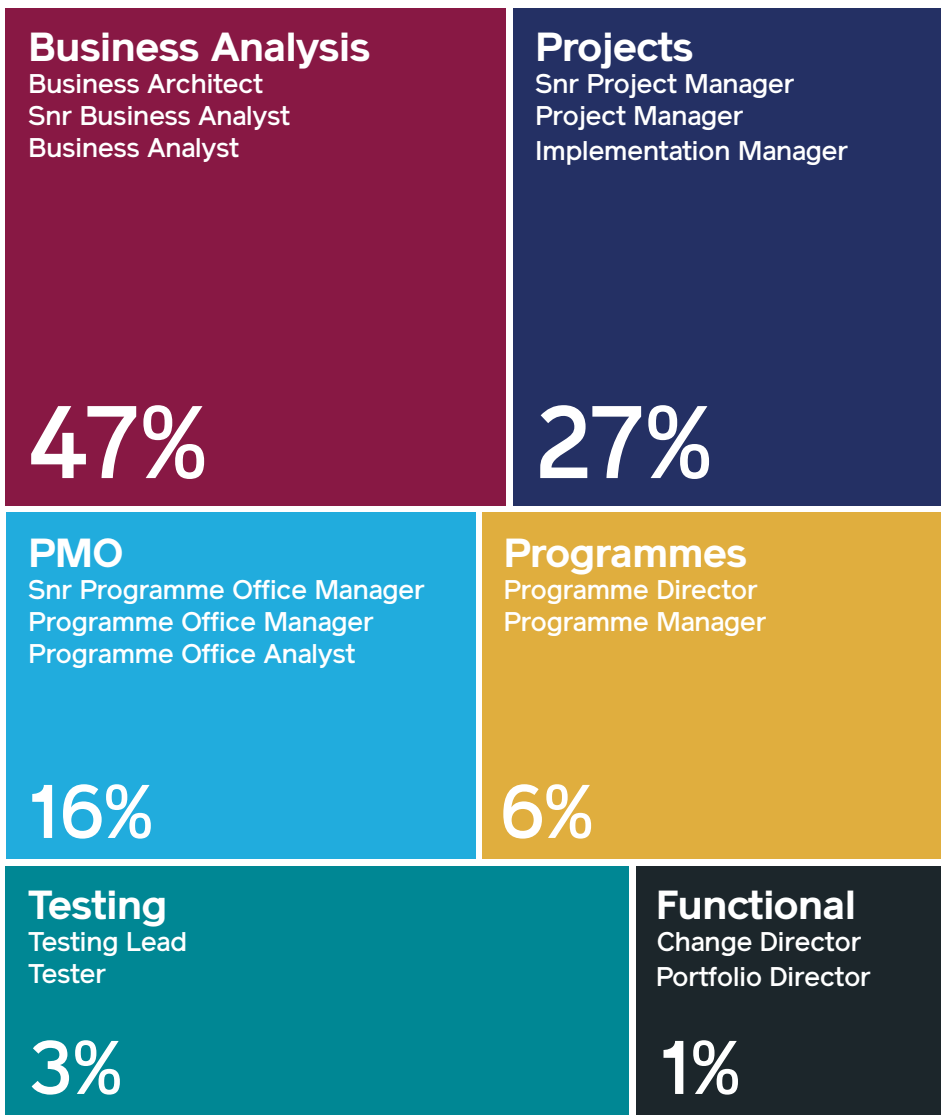 Business Analysis
Business Architect
Snr Business Analyst
Business Analyst
47%
Projects
Snr Project Manager
Project Manager
Implementation Manager
27%
PMO
Snr Programme Office Manager
Programme Office Manager
Programme Office Analyst
16%
Programmes
Programme Director
Programme Manager
6%
Testing
Testing Lead
Tester
3%
Functional
Change Director
Portfolio Director
1%